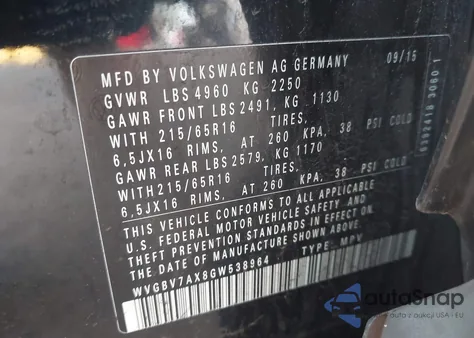 MFD BY VOLKSWAGEN AG GERMANY 09/15
GVWR LBS 4960 KG 2250
GAWR FRONT LBS 2491, KG 1130
WITH 215/65R16 TIRES,
6,5JX16 RIMS, AT 260 KPA, 38 PSI COLD
GAWR REAR LBS 2579, KG 1170
WITH 215/65R16 TIRES,
6,5JX16 RIMS, AT 260 KPA, 38 PSI COLD
THIS VEHICLE CONFORMS TO ALL APPLICABLE
U.S. FEDERAL MOTOR VEHICLE SAFETY AND
THEFT PREVENTION STANDARDS IN EFFECT ON
THE DATE OF MANUFACTURE SHOWN ABOVE.
WVGBV7AX8GW538964 TYPE: MPV
autoSnap